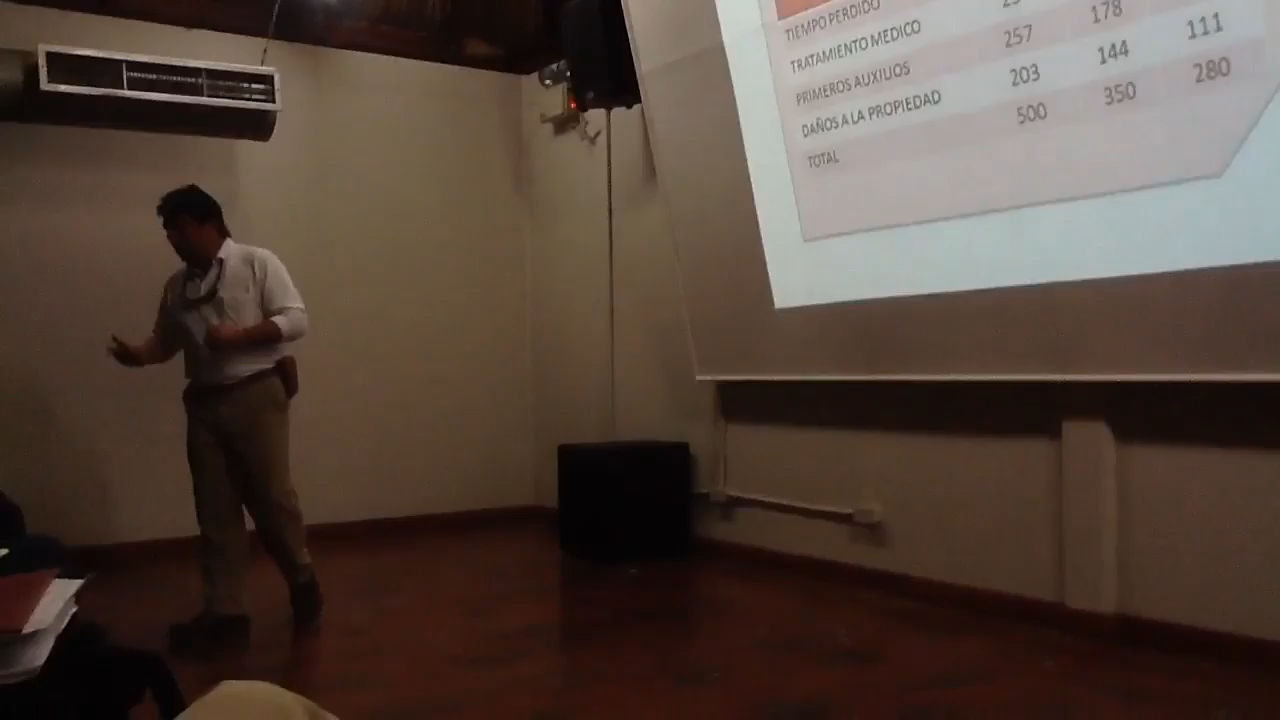 TIEMPO PERDIDO
TRATAMIENTO MEDICO
PRIMEROS AUXILIOS 257 178
DAÑOS A LA PROPIEDAD 203 144 111
TOTAL 500 350 280